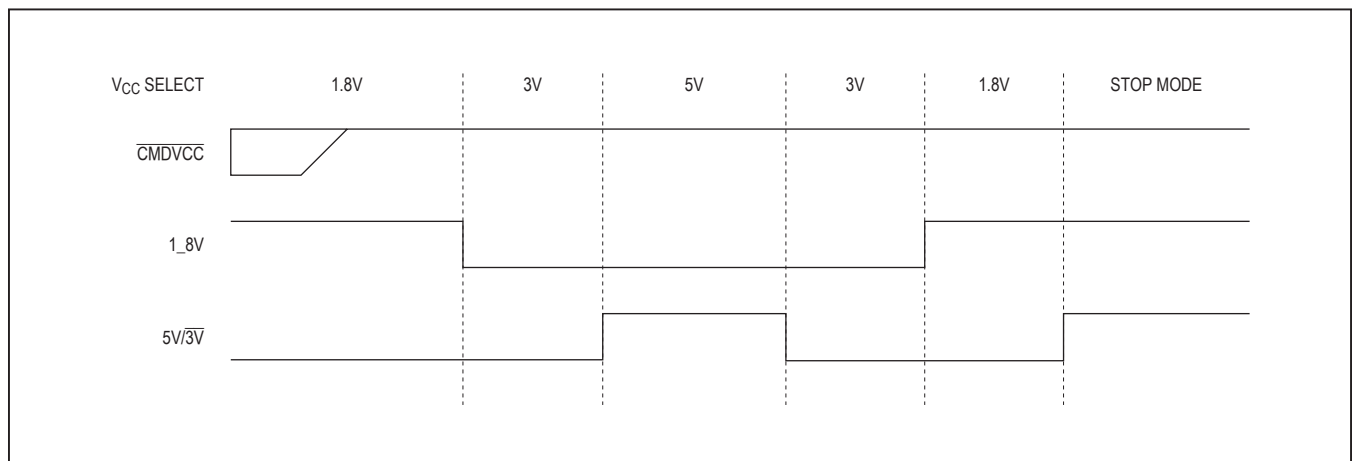 VCC SELECT 1.8V 3V 5V 3V 1.8V STOP MODE
CMDVCC
1_8V
5V/3V